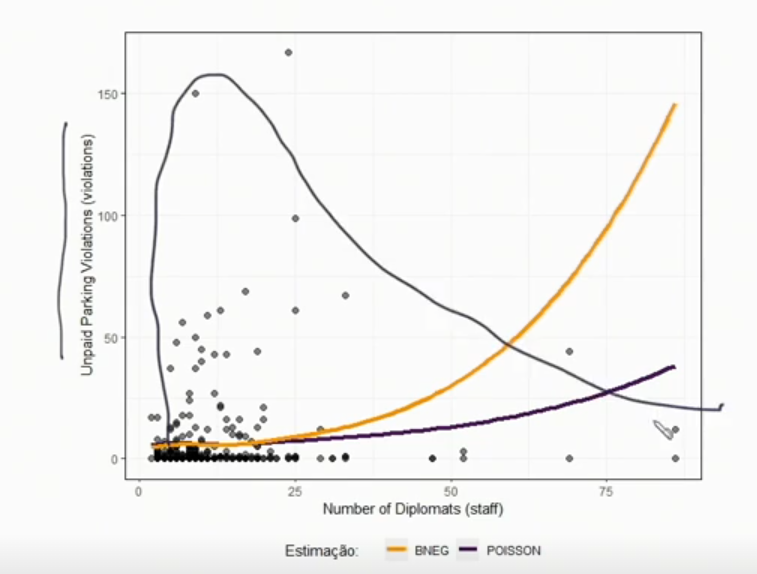 150
100
50
0
Unpaid Parking Violations (violations)
0 25 50 75
Number of Diplomats (staff)
Estimação: BNEG POISSON